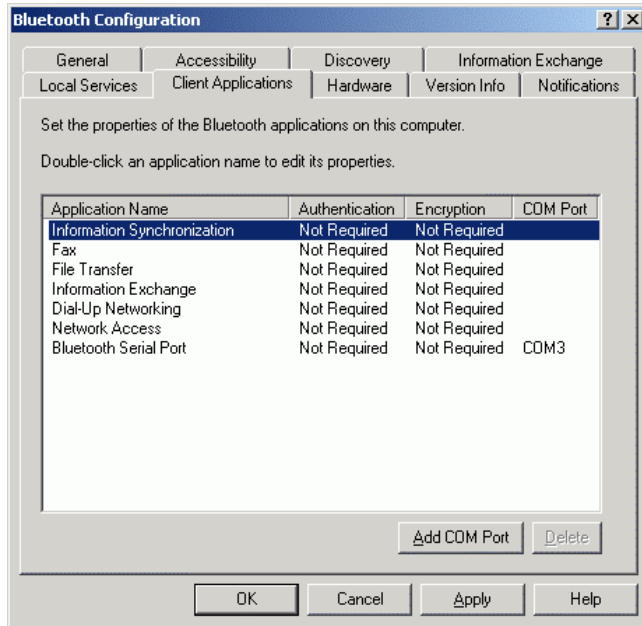 Bluetooth Configuration
General Accessibility Discovery Information Exchange
Local Services Client Applications Hardware Version Info Notifications
Set the properties of the Bluetooth applications on this computer.
Double-click an application name to edit its properties.
Application Name Authentication Encryption COM Port
Information Synchronization Not Required Not Required
Fax Not Required Not Required
File Transfer Not Required Not Required
Information Exchange Not Required Not Required
Dial-Up Networking Not Required Not Required
Network Access Not Required Not Required
Bluetooth Serial Port Not Required Not Required COM3
Add COM Port Delete
OK Cancel Apply Help